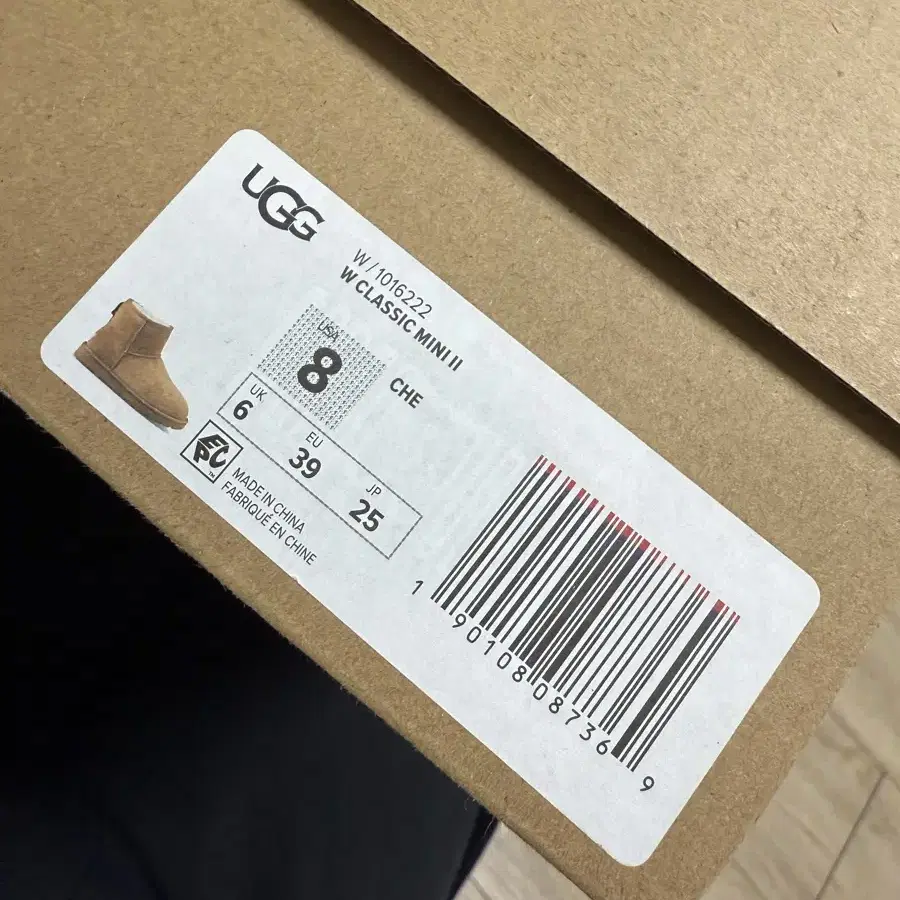 UGG
W / 1016222
W CLASSIC MINI II
USA
8
CHE
UK
6
EU
39
JP
25
EPC™
MADE IN CHINA
FABRIQUÉ EN CHINE
1 90108 08736 9